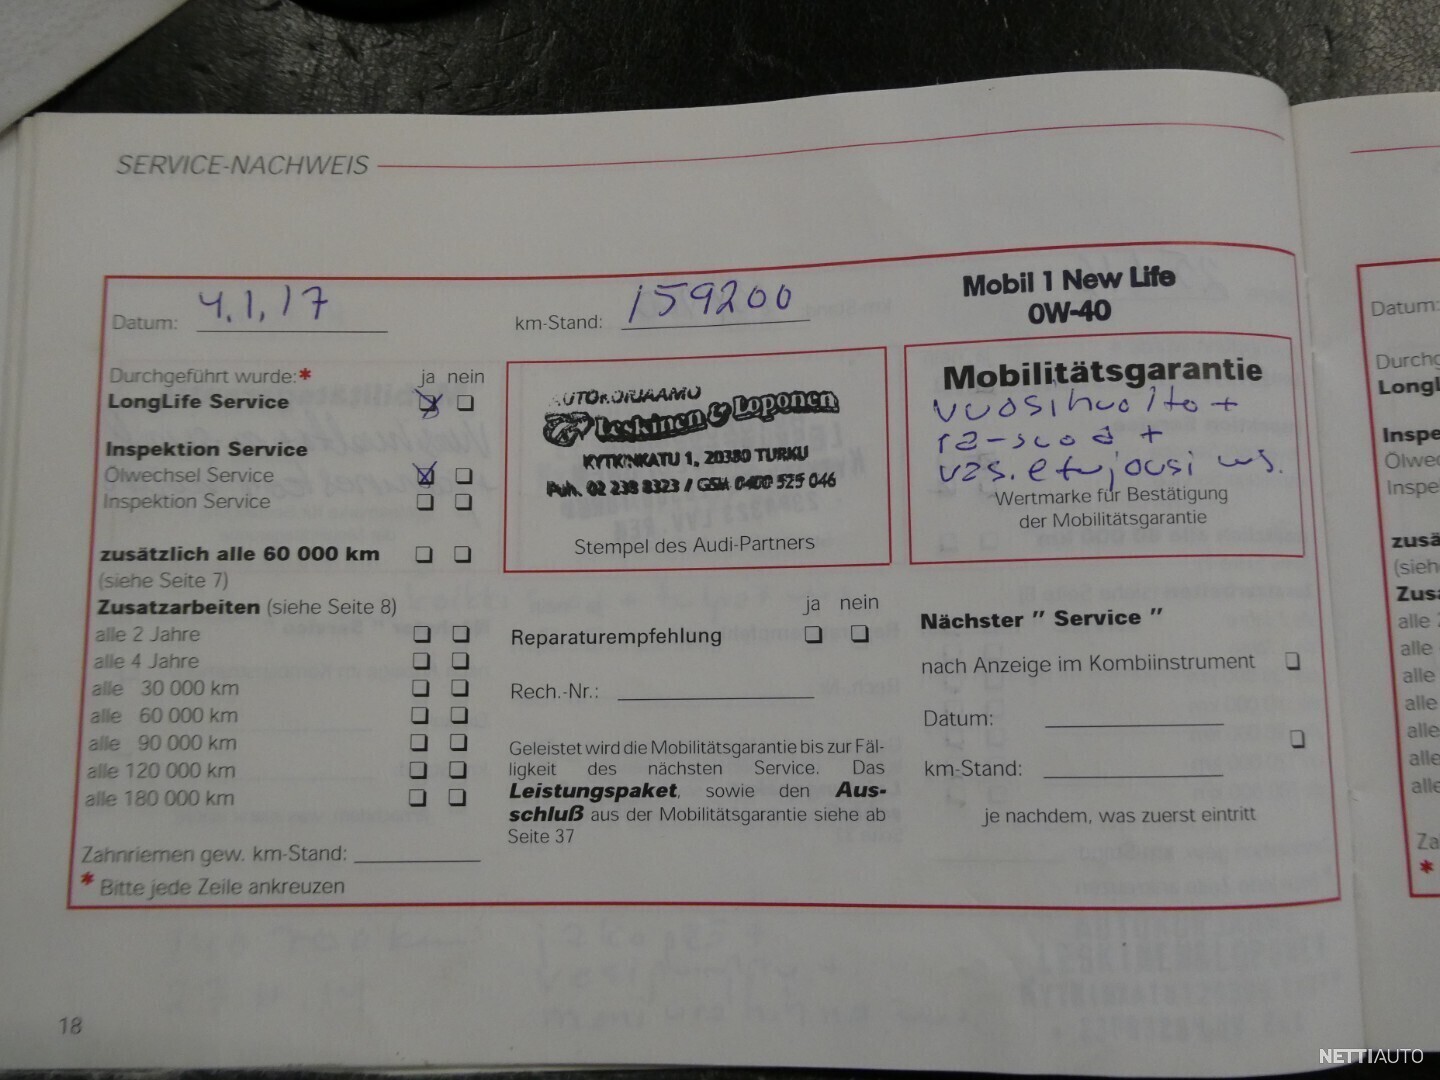 SERVICE-NACHWEIS
Datum: 4.1.17
km-Stand: 159200
Mobil 1 New Life
0W-40
Durchgeführt wurde:* ja nein
LongLife Service
Inspektion Service
Ölwechsel Service
Inspektion Service
zusätzlich alle 60 000 km
(siehe Seite 7)
Zusatzarbeiten (siehe Seite 8)
alle 2 Jahre
alle 4 Jahre
alle 30 000 km
alle 60 000 km
alle 90 000 km
alle 120 000 km
alle 180 000 km
Zahnriemen gew. km-Stand:
* Bitte jede Zeile ankreuzen
Leskinen & Loponen
KYTKINKATU 1, 20380 TURKU
Puh. 02 238 8323 / GSM 0400 525 046
Stempel des Audi-Partners
ja nein
Reparaturempfehlung
Rech.-Nr.:
Geleistet wird die Mobilitätsgarantie bis zur Fäl-
ligkeit des nächsten Service. Das
Leistungspaket, sowie den Aus-
schluß aus der Mobilitätsgarantie siehe ab
Seite 37
Mobilitätsgarantie
vuosihuolto +
ra-suod +
vas. etujousi
Wertmarke für Bestätigung
der Mobilitätsgarantie
Nächster " Service "
nach Anzeige im Kombiinstrument
Datum:
km-Stand:
je nachdem, was zuerst eintritt
18
Datum:
NETTIAUTO